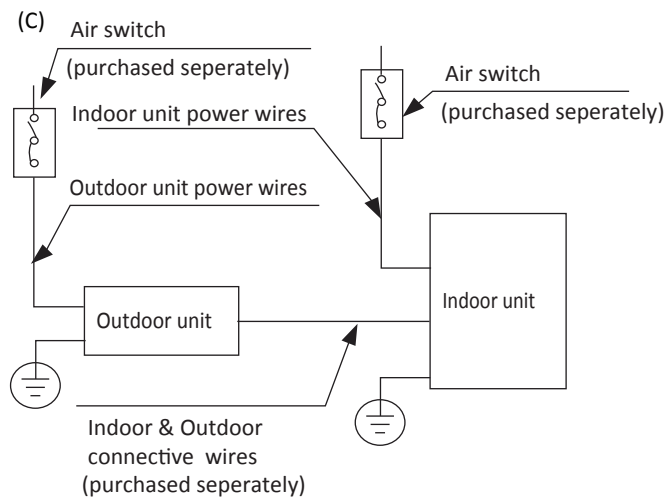 (C)
Air switch
(purchased seperately)
Air switch
(purchased seperately)
Indoor unit power wires
Outdoor unit power wires
Outdoor unit
Indoor unit
Indoor & Outdoor
connective wires
(purchased seperately)